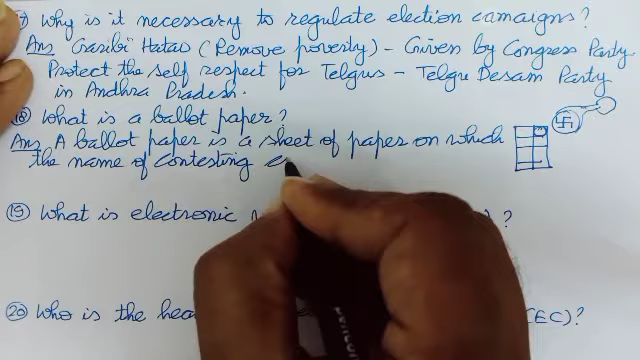 17) Why is it necessary to regulate election camaigns?
Ans Garibi Hatao (Remove poverty) - Given by Congress Party
Protect the self respect for Telgus - Telgu Desam Party
in Andhra Pradesh.
18) What is a ballot paper?
Ans A ballot paper is a sheet of paper on which
the name of contesting
19) What is electronic ) ?
20) Who is the (EC)?